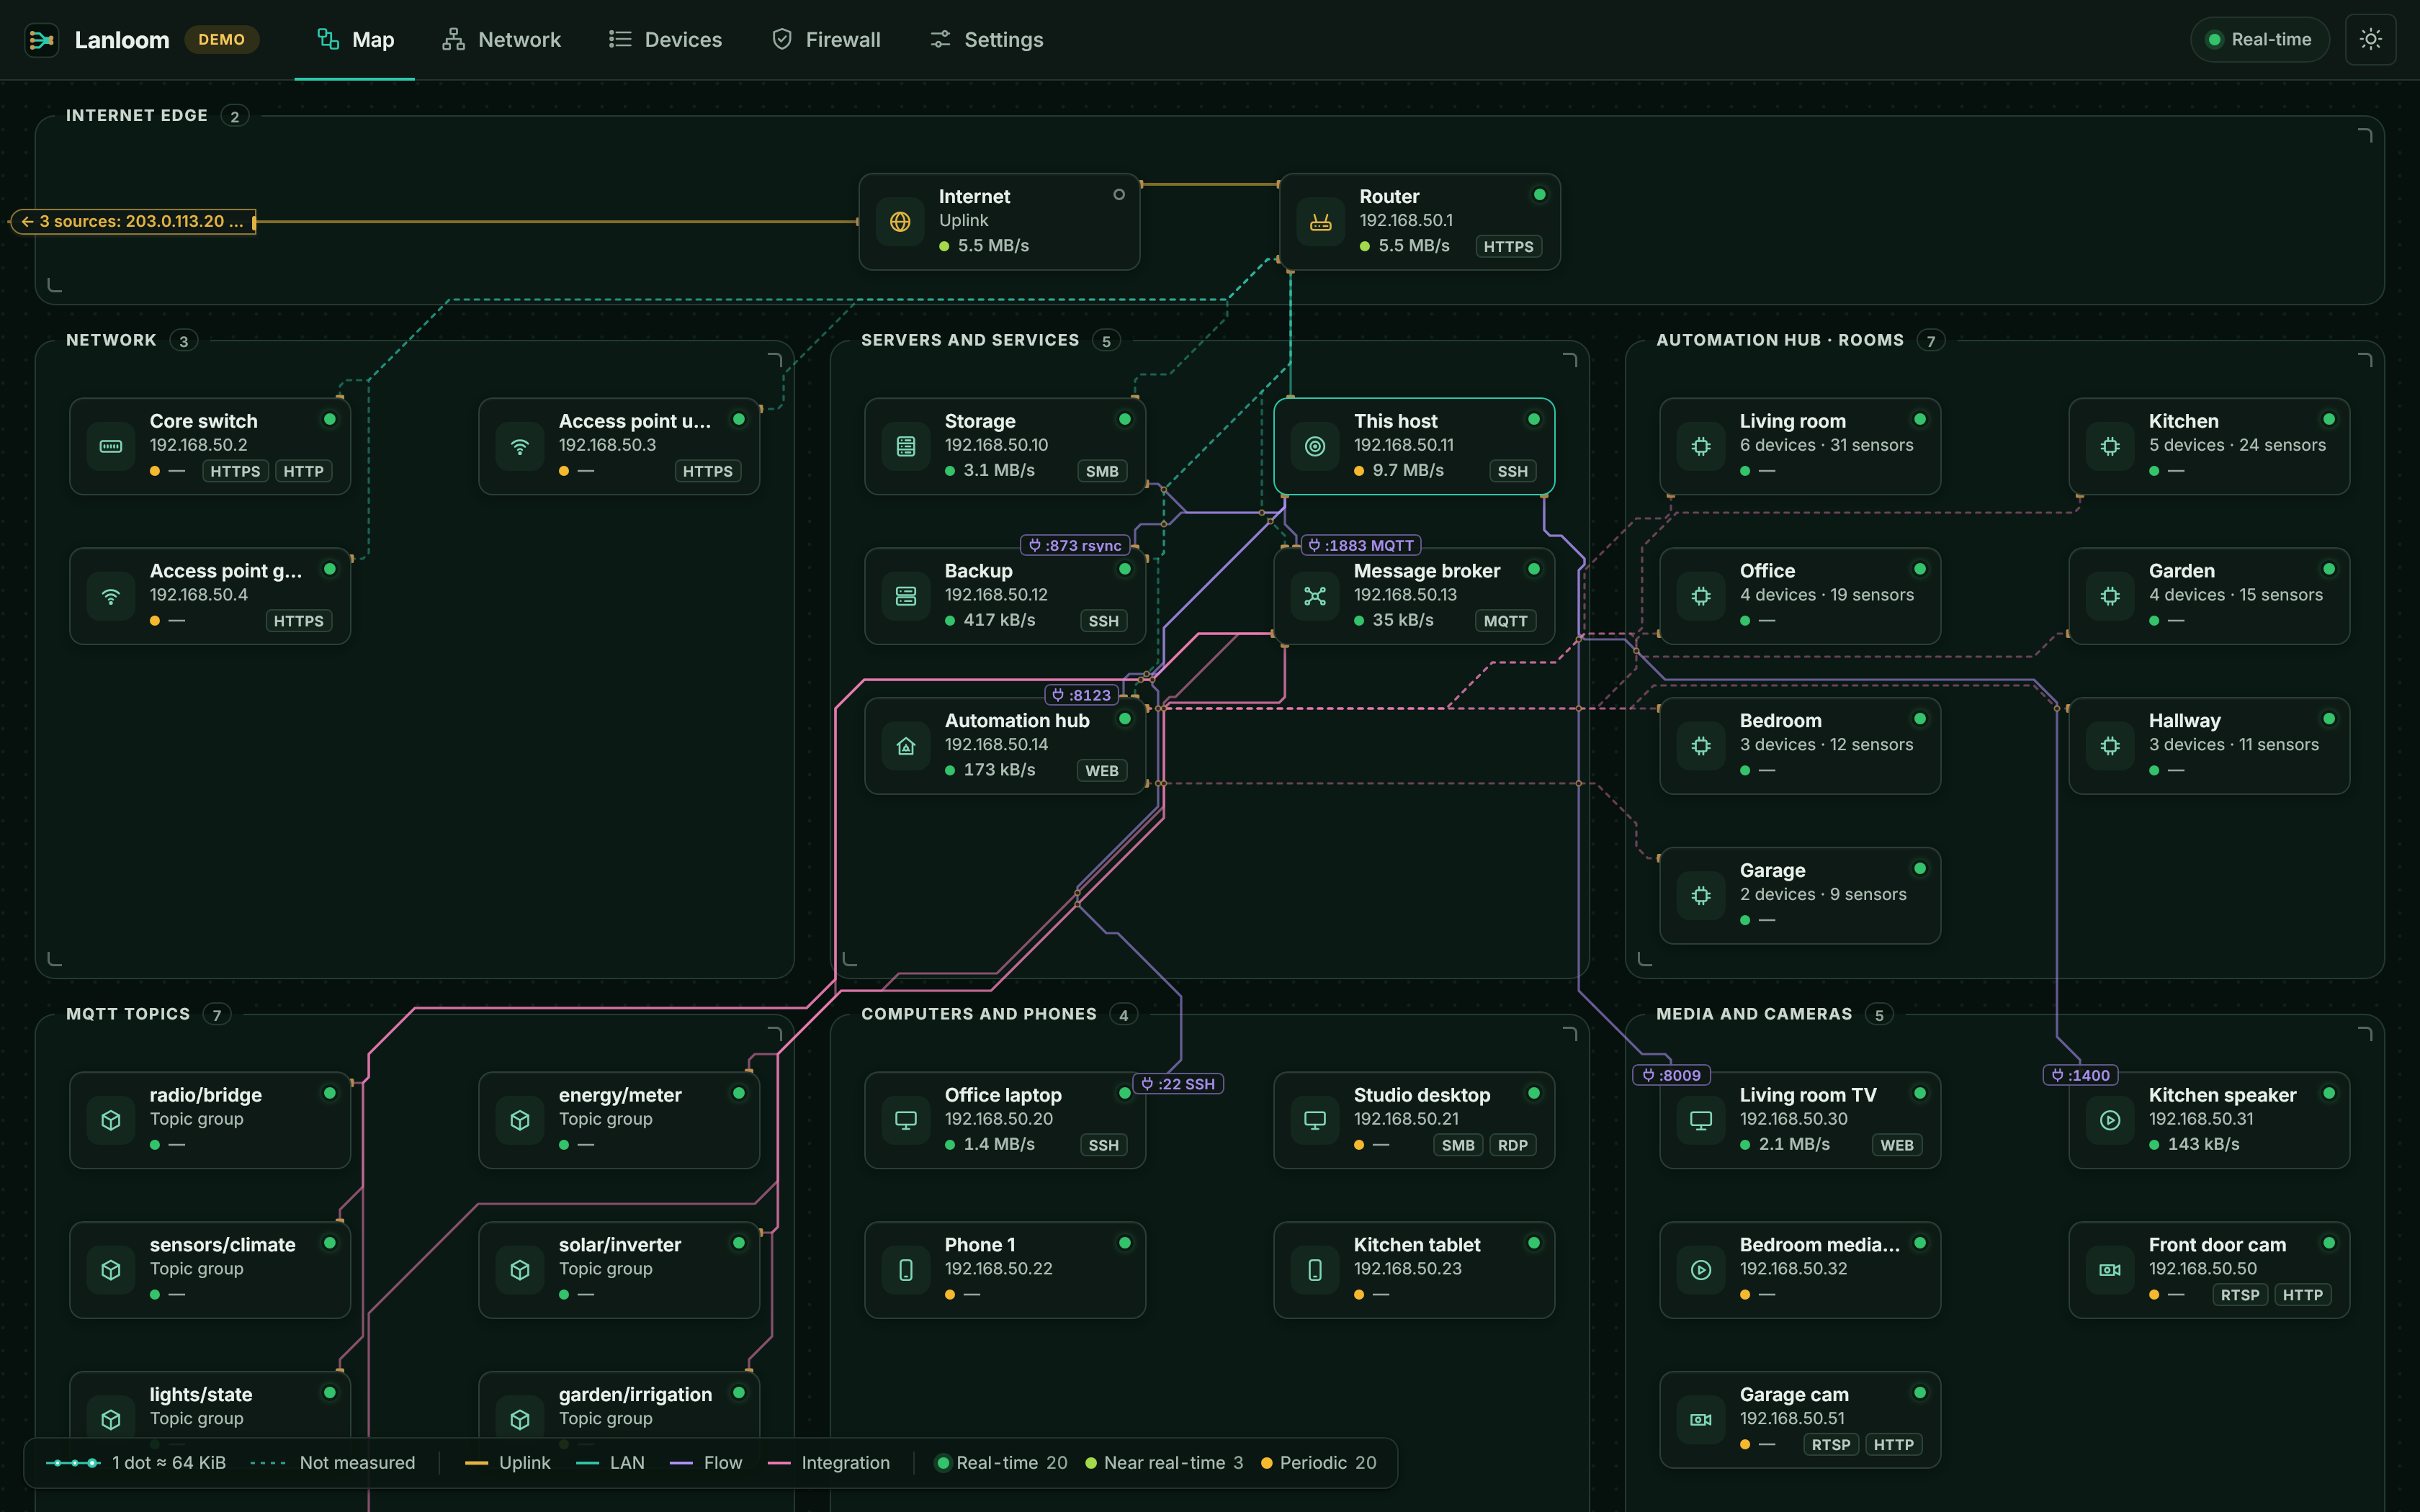 Lanloom DEMO Map Network Devices Firewall Settings Real-time
INTERNET EDGE 2
Internet
Uplink
5.5 MB/s
Router
192.168.50.1
5.5 MB/s HTTPS
← 3 sources: 203.0.113.20 ...
NETWORK 3
Core switch
192.168.50.2
— HTTPS HTTP
Access point u...
192.168.50.3
— HTTPS
Access point g...
192.168.50.4
— HTTPS
SERVERS AND SERVICES 5
Storage
192.168.50.10
3.1 MB/s SMB
This host
192.168.50.11
9.7 MB/s SSH
:873 rsync
:1883 MQTT
Backup
192.168.50.12
417 kB/s SSH
Message broker
192.168.50.13
35 kB/s MQTT
:8123
Automation hub
192.168.50.14
173 kB/s WEB
AUTOMATION HUB · ROOMS 7
Living room
6 devices · 31 sensors
—
Kitchen
5 devices · 24 sensors
—
Office
4 devices · 19 sensors
—
Garden
4 devices · 15 sensors
—
Bedroom
3 devices · 12 sensors
—
Hallway
3 devices · 11 sensors
—
Garage
2 devices · 9 sensors
—
MQTT TOPICS 7
radio/bridge
Topic group
—
energy/meter
Topic group
—
sensors/climate
Topic group
—
solar/inverter
Topic group
—
lights/state
Topic group
garden/irrigation
Topic group
COMPUTERS AND PHONES 4
:22 SSH
Office laptop
192.168.50.20
1.4 MB/s SSH
Studio desktop
192.168.50.21
— SMB RDP
Phone 1
192.168.50.22
—
Kitchen tablet
192.168.50.23
—
MEDIA AND CAMERAS 5
:8009
:1400
Living room TV
192.168.50.30
2.1 MB/s WEB
Kitchen speaker
192.168.50.31
143 kB/s
Bedroom media...
192.168.50.32
—
Front door cam
192.168.50.50
— RTSP HTTP
Garage cam
192.168.50.51
— RTSP HTTP
1 dot ≈ 64 KiB Not measured Uplink LAN Flow Integration Real-time 20 Near real-time 3 Periodic 20